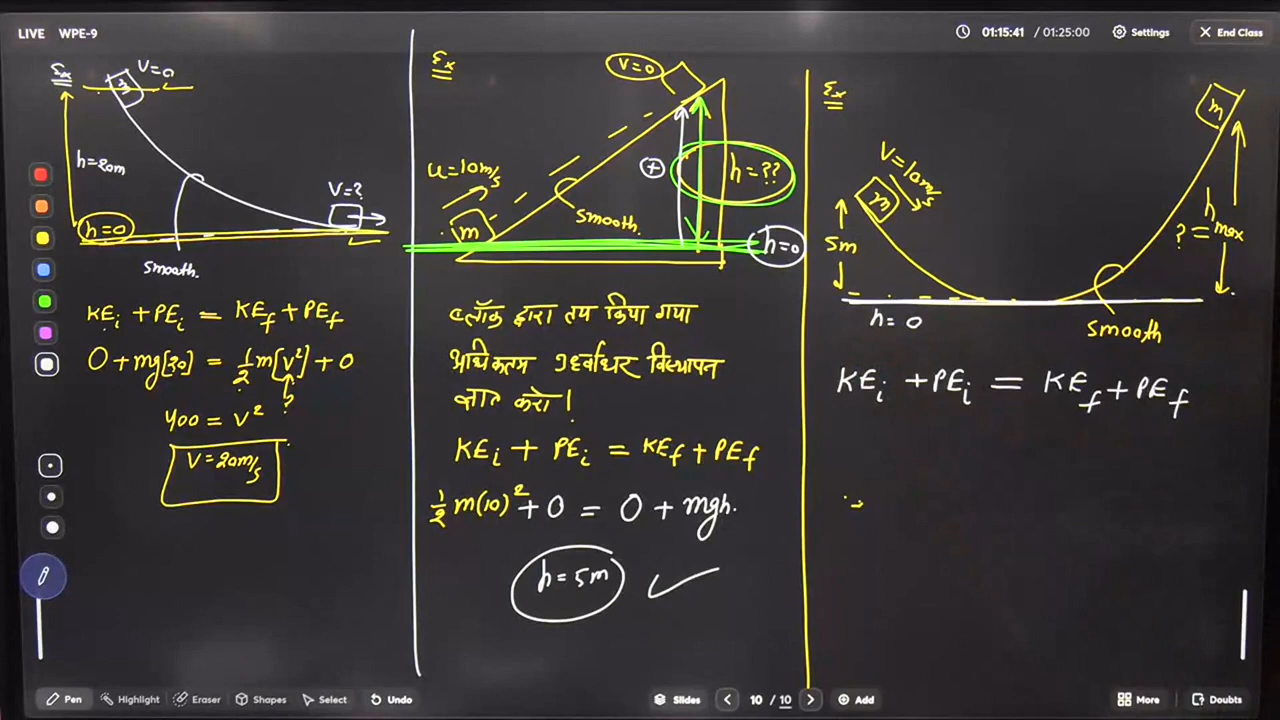 LIVE WPE-9
01:15:41 / 01:25:00 Settings End Class
Ex
V=0
m
h=20m
V=?
h=0
Smooth.
KEi + PEi = KEf + PEf
0 + mg[20] = 1/2 m[v²] + 0
?
400 = v²
V = 20m/s
Ex
V=0
u=10m/s
+
h=??
Smooth.
m
h=0
ब्लॉक द्वारा तय किया गया
अधिकतम ऊर्ध्वाधर विस्थापन
ज्ञात करो।
KEi + PEi = KEf + PEf
1/2 m(10)² + 0 = 0 + mgh.
h = 5m
Ex
m
V=10m/s
m
5m
? = hmax
h=0
Smooth
KEi + PEi = KEf + PEf
Pen Highlight Eraser Shapes Select Undo Slides 10 / 10 Add More Doubts